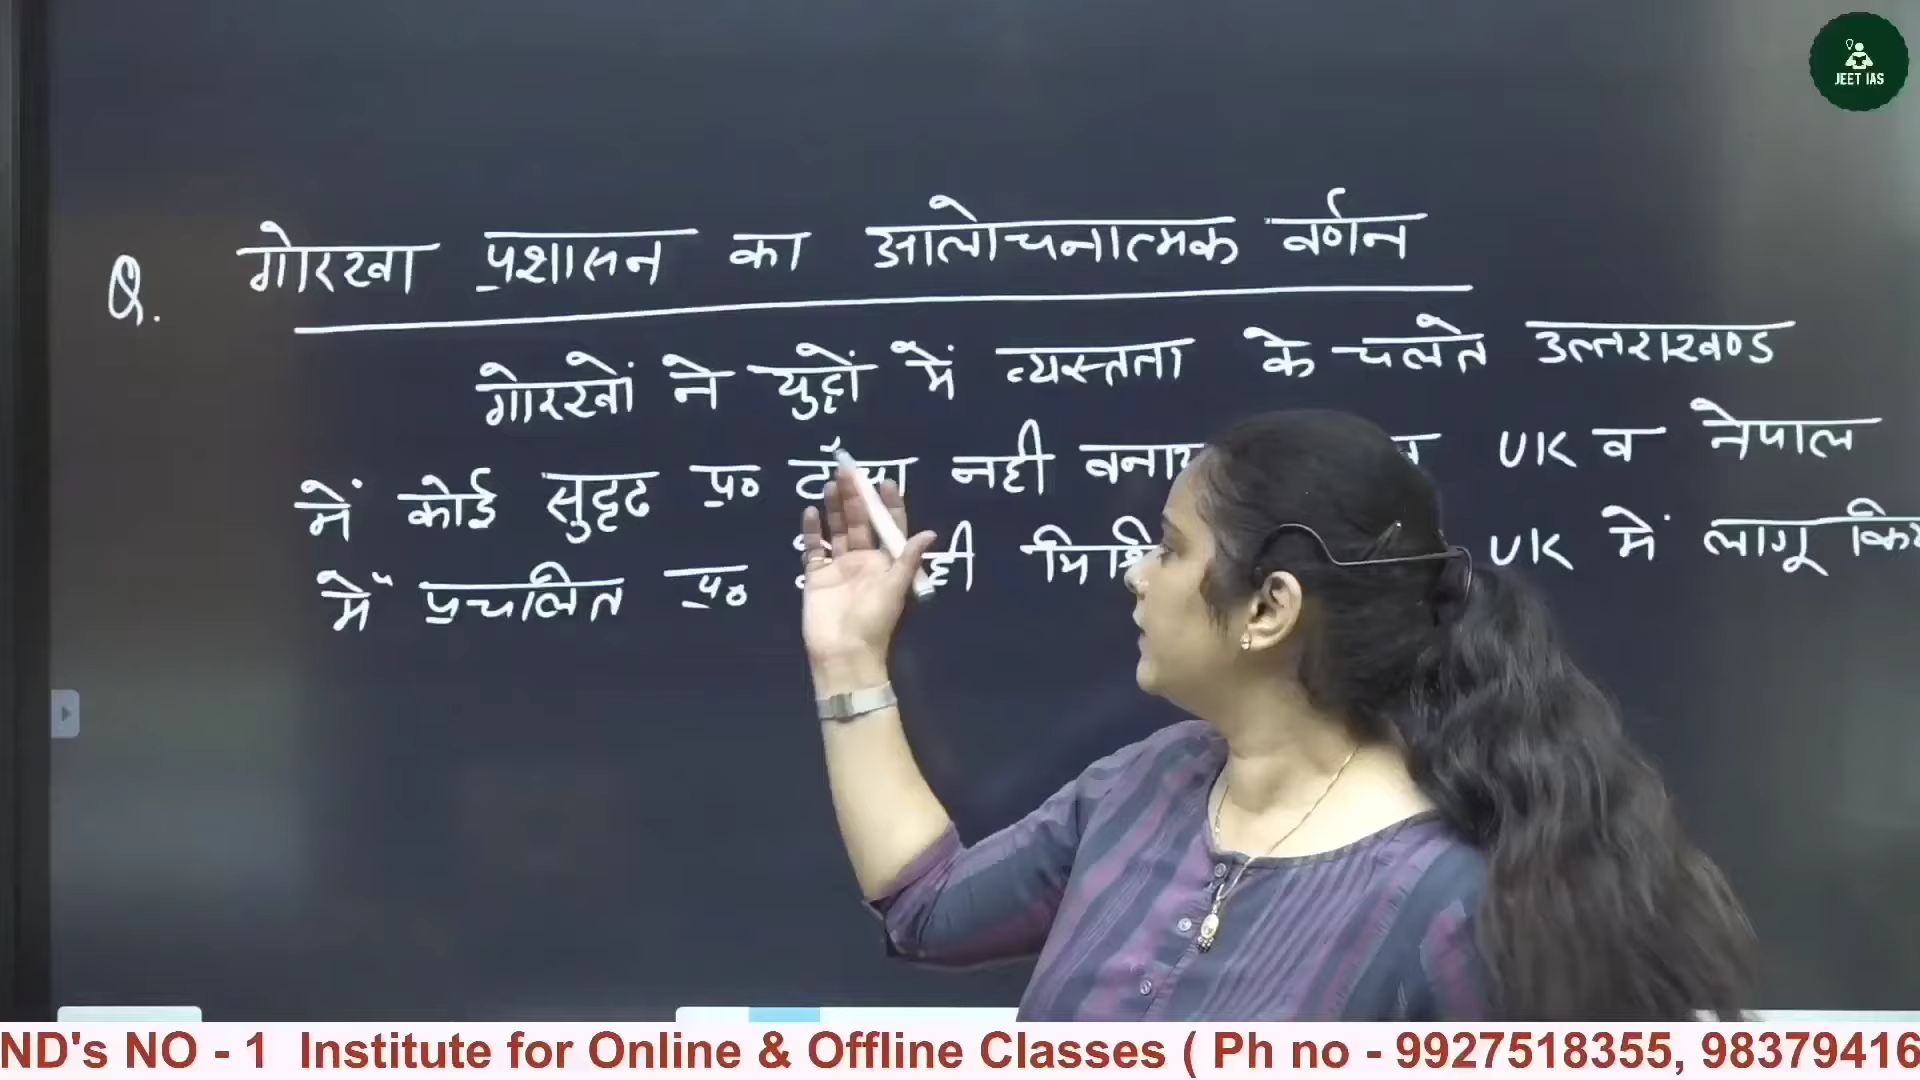 JEET IAS
Q. गोरखा प्रशासन का आलोचनात्मक वर्णन
गोरखों ने युद्दों में व्यस्तता के चलते उत्तराखण्ड
में कोई सुदृढ प्र० नही UK व नेपाल
में प्रचलित प्र० ही UK में लागू
ND's NO - 1 Institute for Online & Offline Classes ( Ph no - 9927518355, 98379416